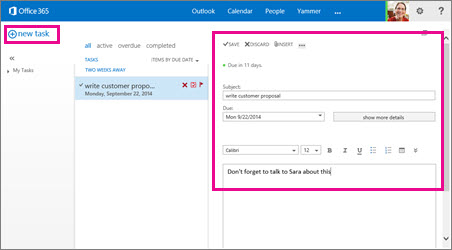 Office 365
Outlook Calendar People Yammer ... ?
new task
«
My Tasks
all active overdue completed
TASKS ITEMS BY DUE DATE
TWO WEEKS AWAY
write customer propo...
Monday, September 22, 2014
SAVE DISCARD INSERT ...
Due in 11 days.
Subject:
write customer proposal
Due:
Mon 9/22/2014 show more details
Calibri 12 B I U
Don't forget to talk to Sara about this